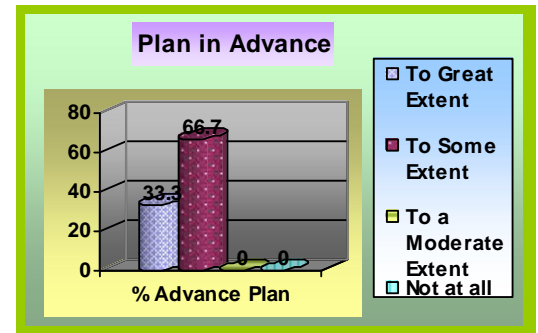 Plan in Advance
80
60
40
20
0
33.3
66.7
0
0
% Advance Plan
To Great
Extent
To Some
Extent
To a
Moderate
Extent
Not at all